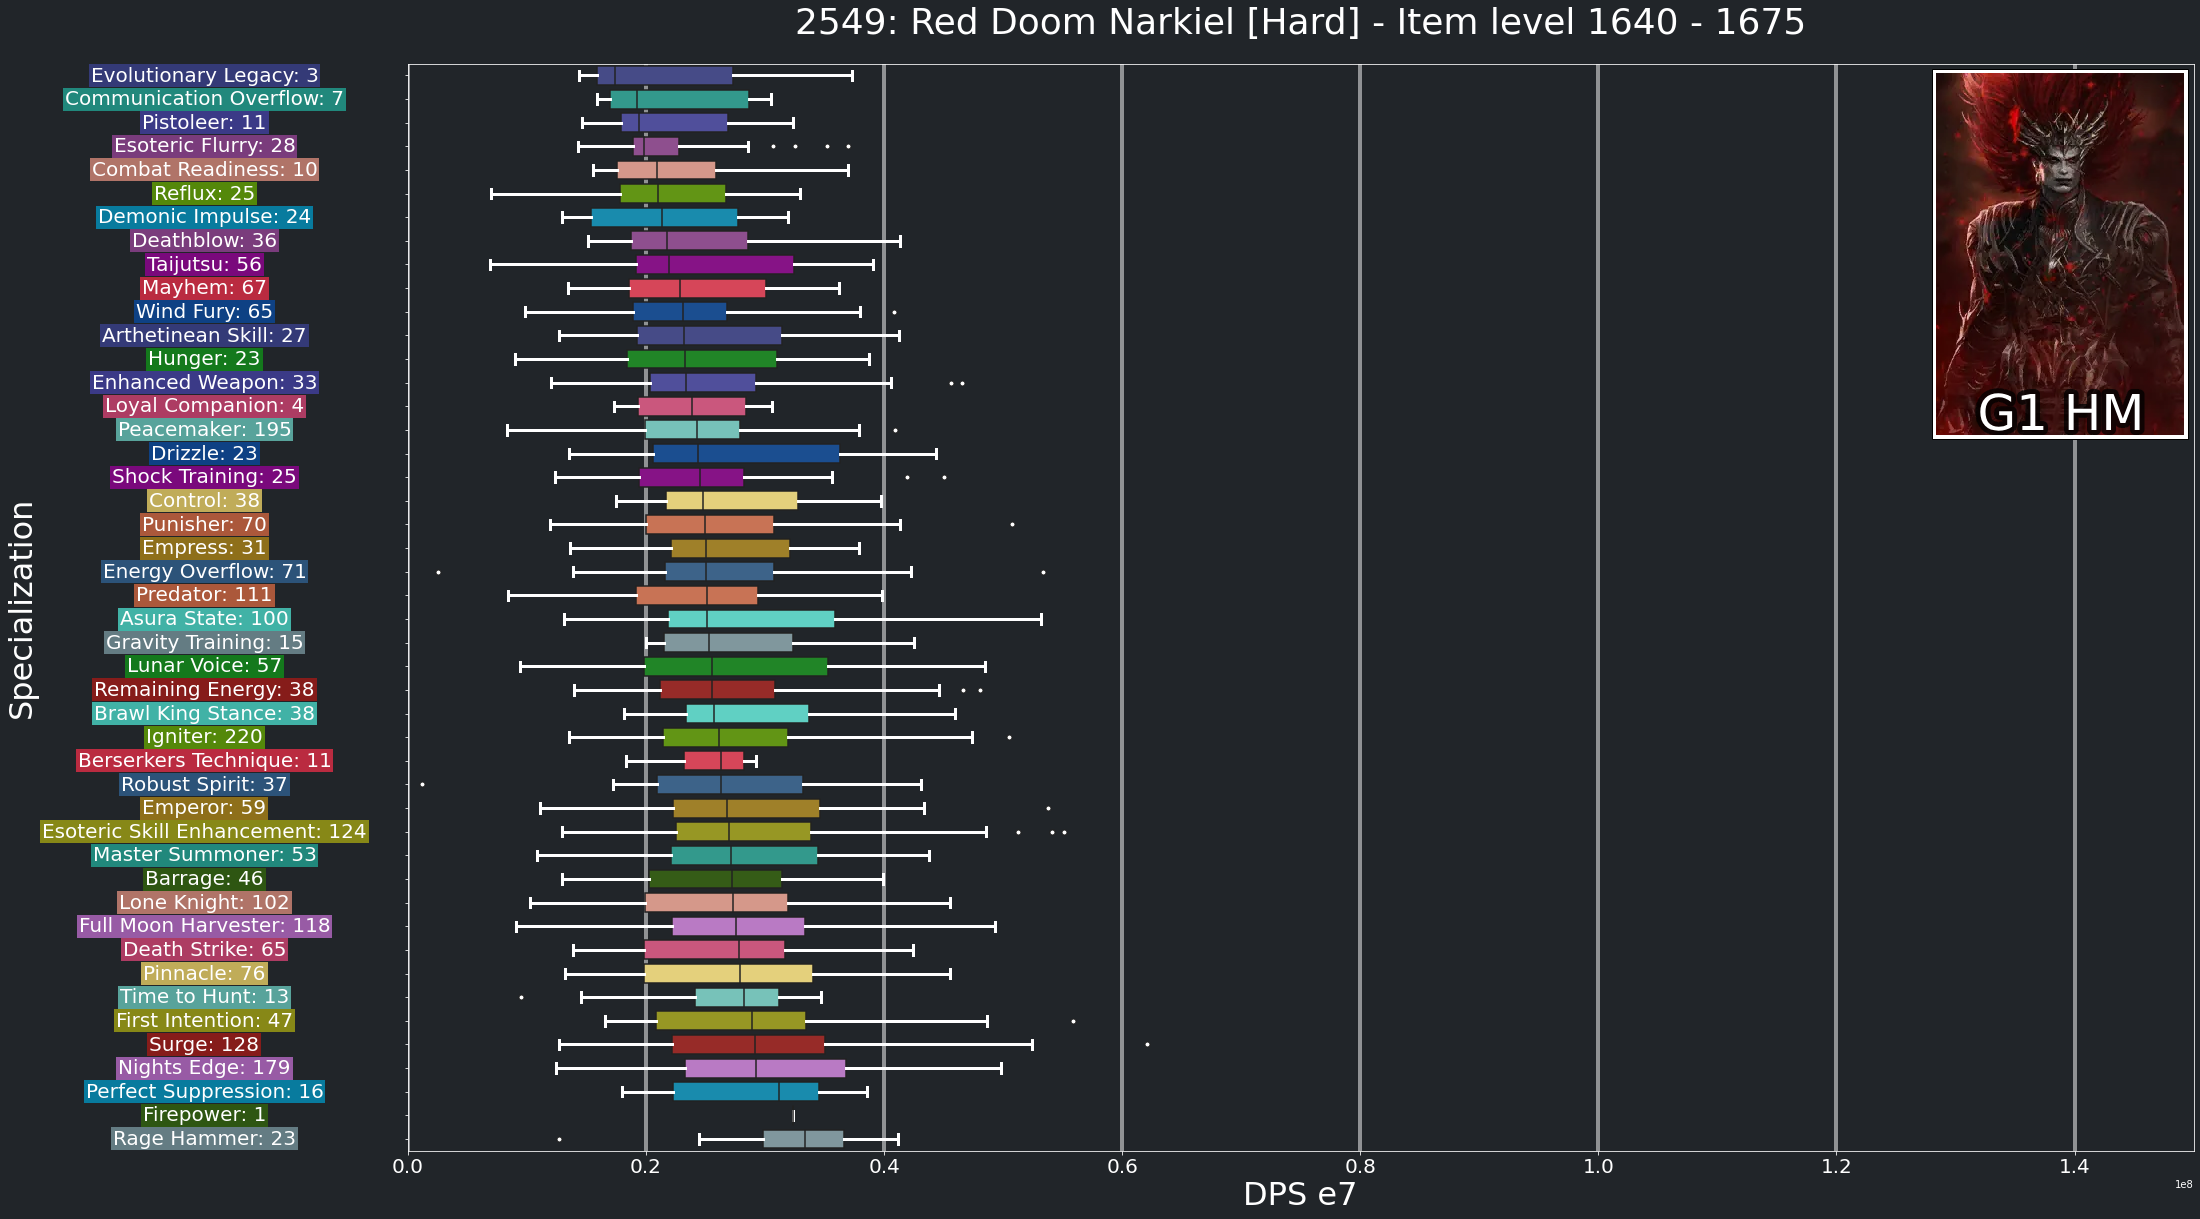 2549: Red Doom Narkiel [Hard] - Item level 1640 - 1675
Evolutionary Legacy: 3
Communication Overflow: 7
Pistoleer: 11
Esoteric Flurry: 28
Combat Readiness: 10
Reflux: 25
Demonic Impulse: 24
Deathblow: 36
Taijutsu: 56
Mayhem: 67
Wind Fury: 65
Arthetinean Skill: 27
Hunger: 23
Enhanced Weapon: 33
Loyal Companion: 4
Peacemaker: 195
Drizzle: 23
Shock Training: 25
Control: 38
Punisher: 70
Empress: 31
Energy Overflow: 71
Predator: 111
Asura State: 100
Gravity Training: 15
Lunar Voice: 57
Remaining Energy: 38
Brawl King Stance: 38
Igniter: 220
Berserkers Technique: 11
Robust Spirit: 37
Emperor: 59
Esoteric Skill Enhancement: 124
Master Summoner: 53
Barrage: 46
Lone Knight: 102
Full Moon Harvester: 118
Death Strike: 65
Pinnacle: 76
Time to Hunt: 13
First Intention: 47
Surge: 128
Nights Edge: 179
Perfect Suppression: 16
Firepower: 1
Rage Hammer: 23
Specialization
G1 HM
0.0 0.2 0.4 0.6 0.8 1.0 1.2 1.4
1e8
DPS e7